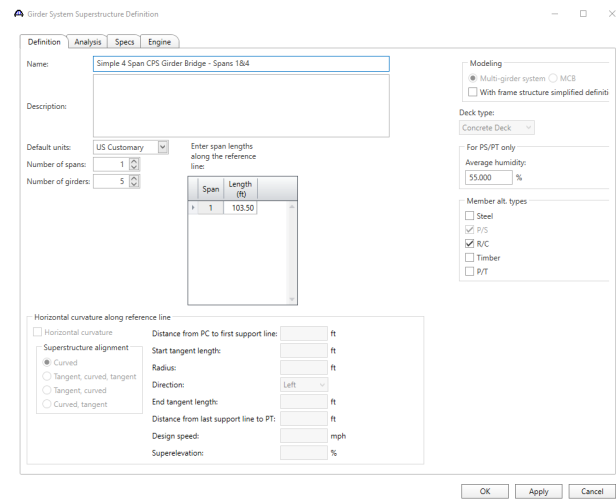 Girder System Superstructure Definition
Definition Analysis Specs Engine
Name: Simple 4 Span CPS Girder Bridge - Spans 1&4
Description:
Default units: US Customary
Number of spans: 1
Number of girders: 5
Enter span lengths
along the reference
line:
Span Length
(ft)
1 103.50
Modeling
Multi-girder system MCB
With frame structure simplified definiti
Deck type:
Concrete Deck
For PS/PT only
Average humidity:
55.000 %
Member alt. types
Steel
P/S
R/C
Timber
P/T
Horizontal curvature along reference line
Horizontal curvature
Superstructure alignment
Curved
Tangent, curved, tangent
Tangent, curved
Curved, tangent
Distance from PC to first support line: ft
Start tangent length: ft
Radius: ft
Direction: Left
End tangent length: ft
Distance from last support line to PT: ft
Design speed: mph
Superelevation: %
OK Apply Cancel